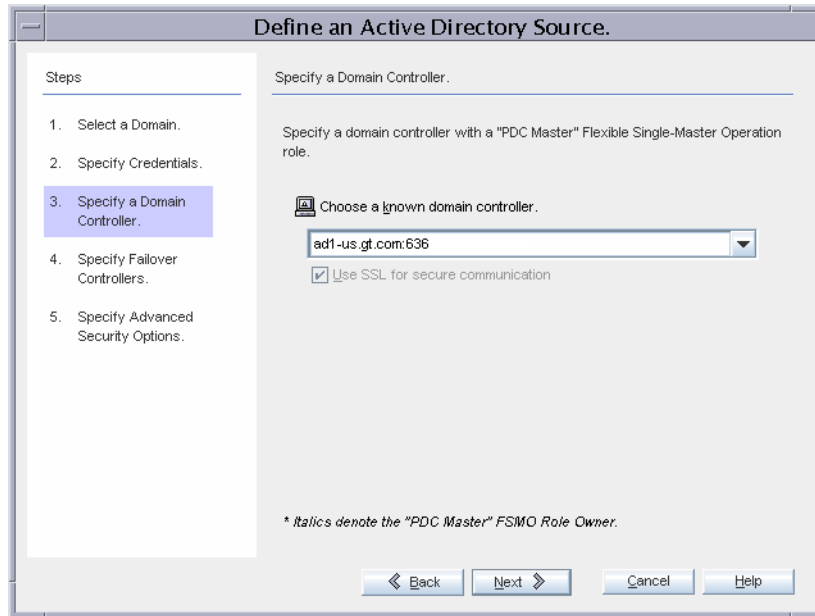 Define an Active Directory Source.
Steps
1. Select a Domain.
2. Specify Credentials.
3. Specify a Domain
Controller.
4. Specify Failover
Controllers.
5. Specify Advanced
Security Options.
Specify a Domain Controller.
Specify a domain controller with a "PDC Master" Flexible Single-Master Operation
role.
Choose a known domain controller.
ad1-us.gt.com:636
Use SSL for secure communication
* Italics denote the "PDC Master" FSMO Role Owner.
Back
Next
Cancel
Help